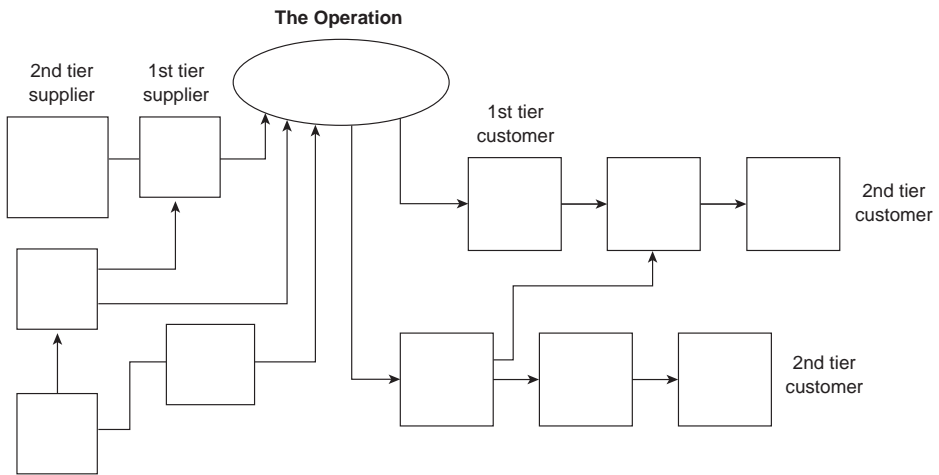 The Operation
2nd tier
supplier
1st tier
supplier
1st tier
customer
2nd tier
customer
2nd tier
customer